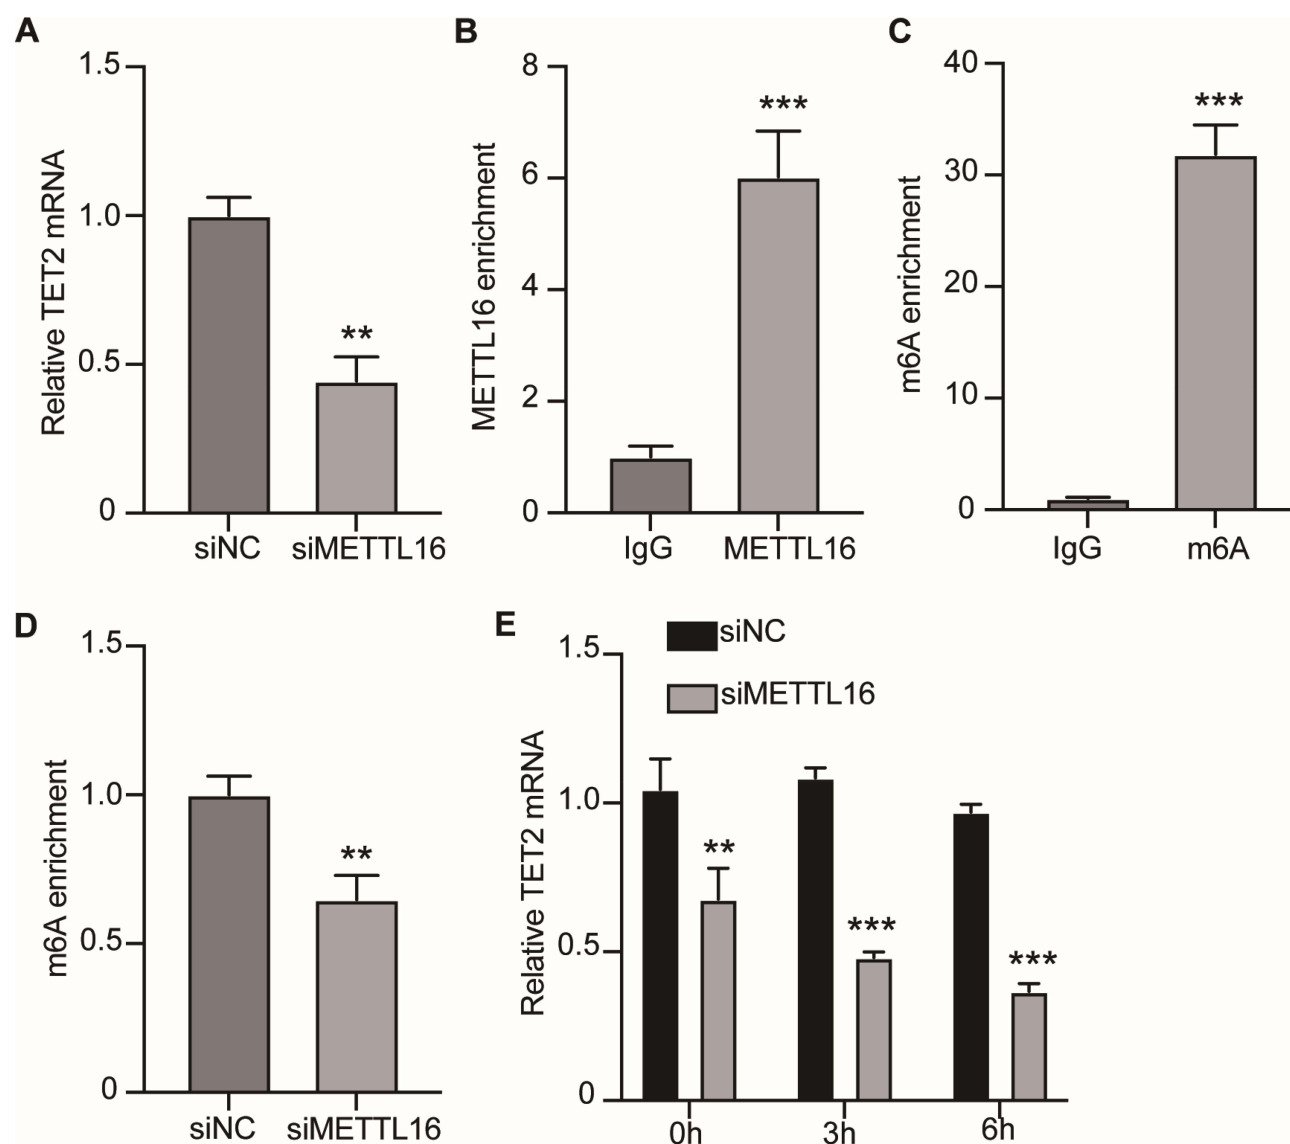 A
Relative TET2 mRNA
1.5
1.0
0.5
0
**
siNC siMETTL16
B
METTL16 enrichment
8
6
4
2
0
***
IgG METTL16
C
m6A enrichment
40
30
20
10
0
***
IgG m6A
D
m6A enrichment
1.5
1.0
0.5
0
**
siNC siMETTL16
E
siNC
siMETTL16
Relative TET2 mRNA
1.5
1.0
0.5
0
**
***
***
0h 3h 6h